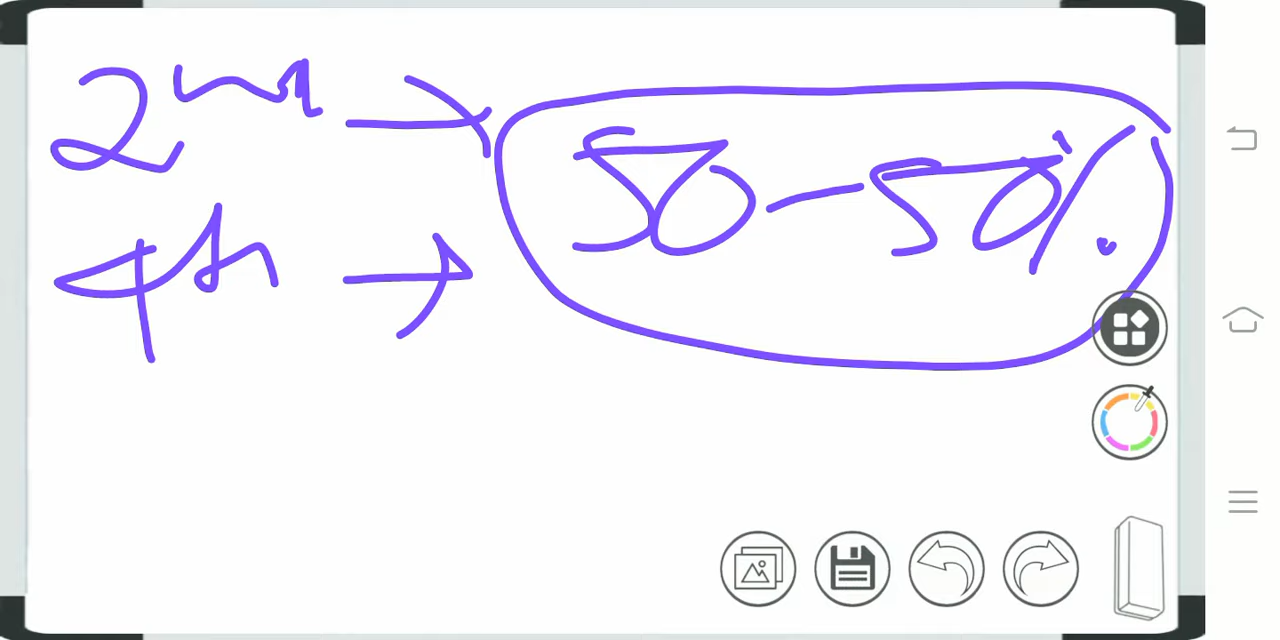 2nd → 50-50%.
4th →